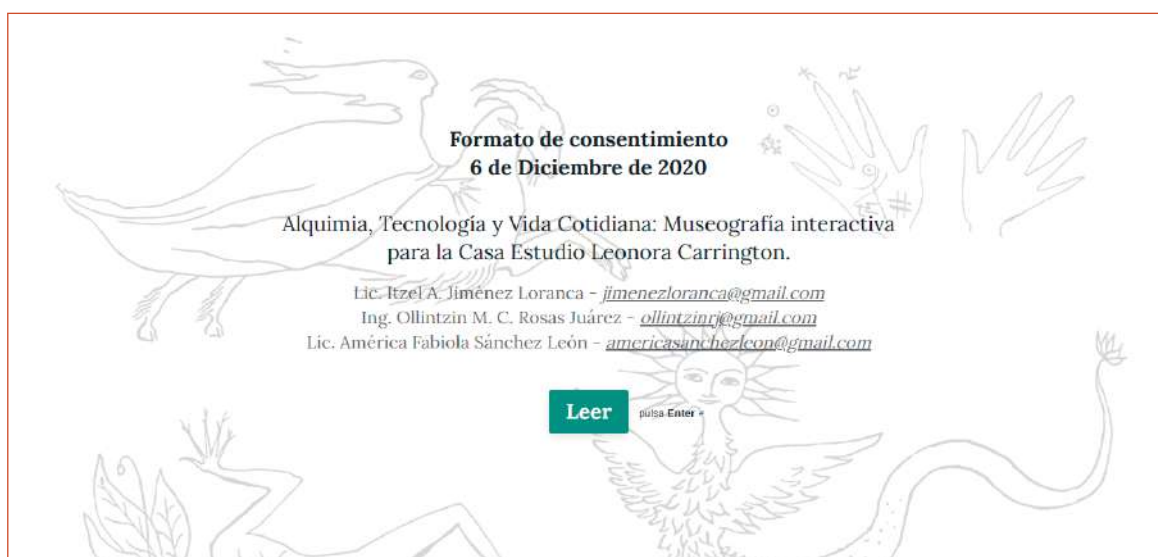 Formato de consentimiento
6 de Diciembre de 2020
Alquimia, Tecnología y Vida Cotidiana: Museografía interactiva
para la Casa Estudio Leonora Carrington.
Lic. Itzel A. Jiménez Loranca - jimenezloranca@gmail.com
Ing. Ollintzin M. C. Rosas Juárez - ollintzinrj@gmail.com
Lic. América Fabiola Sánchez León - americasanchezleon@gmail.com
Leer pulsa Enter